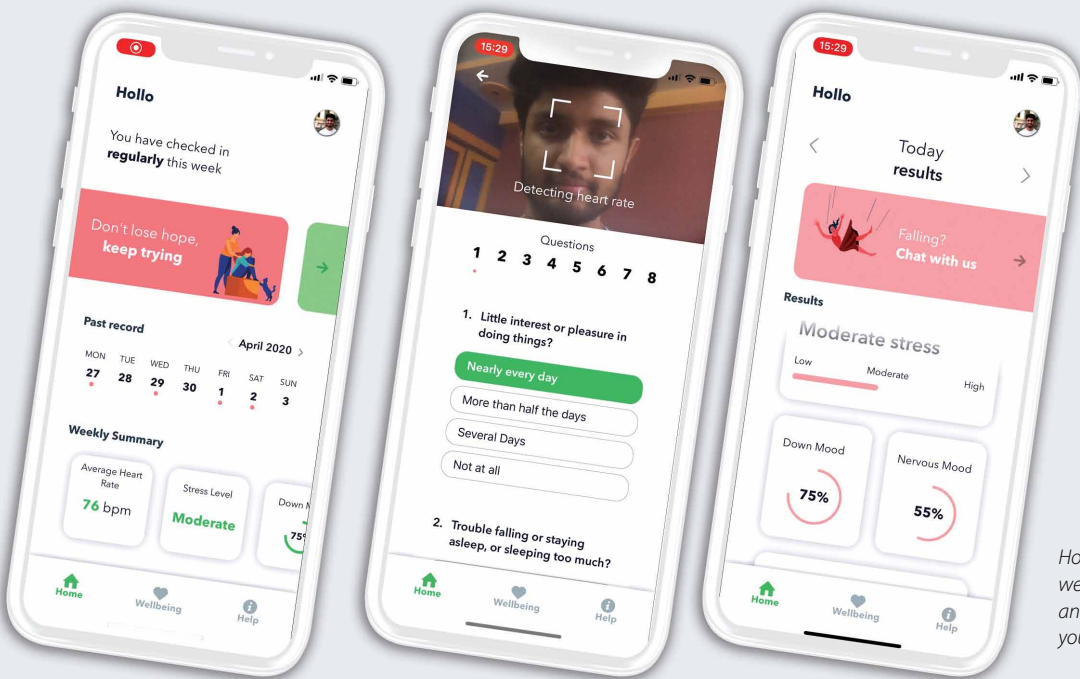 Hollo
You have checked in
regularly this week
Don't lose hope,
keep trying
Past record
April 2020
MON TUE WED THU FRI SAT SUN
27 28 29 30 1 2 3
Weekly Summary
Average Heart
Rate
76 bpm
Stress Level
Moderate
Down
75%
Home
Wellbeing
Help
15:29
Detecting heart rate
Questions
1 2 3 4 5 6 7 8
1. Little interest or pleasure in
doing things?
Nearly every day
More than half the days
Several Days
Not at all
2. Trouble falling or staying
asleep, or sleeping too much?
Home
Wellbeing
Help
15:29
Hollo
Today
results
Falling?
Chat with us
Results
Moderate stress
Low Moderate High
Down Mood
75%
Nervous Mood
55%
Home
Wellbeing
Help
you